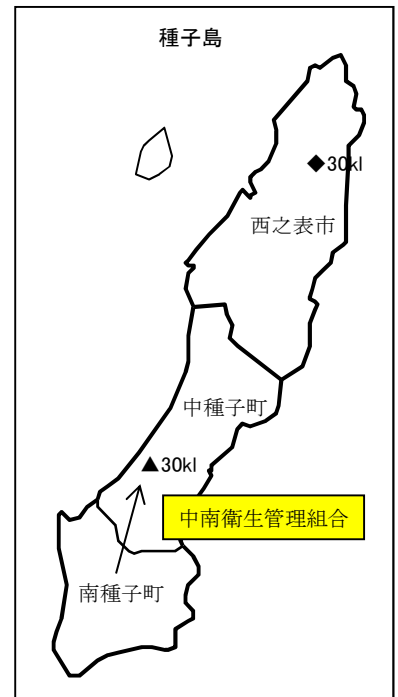 種子島
◆30kl
西之表市
中種子町
▲30kl
中南衛生管理組合
南種子町